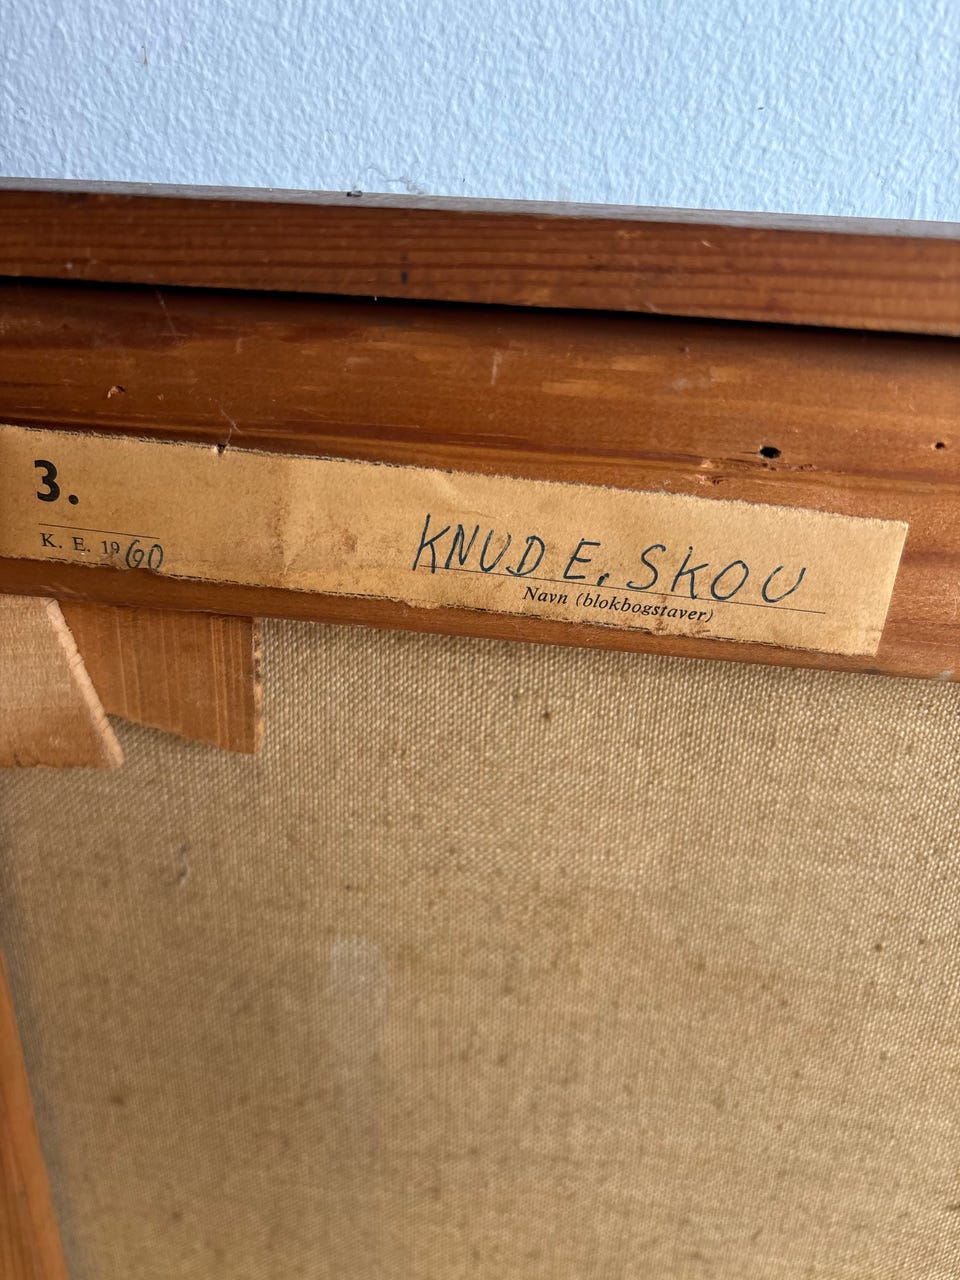 3.
K. E. 1960
KNUD E. SKOU
Navn (blokbogstaver)